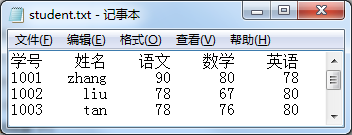 student.txt - 记事本
文件(F) 编辑(E) 格式(O) 查看(V) 帮助(H)
学号 姓名 语文 数学 英语
1001 zhang 90 80 78
1002 liu 78 67 80
1003 tan 78 76 80